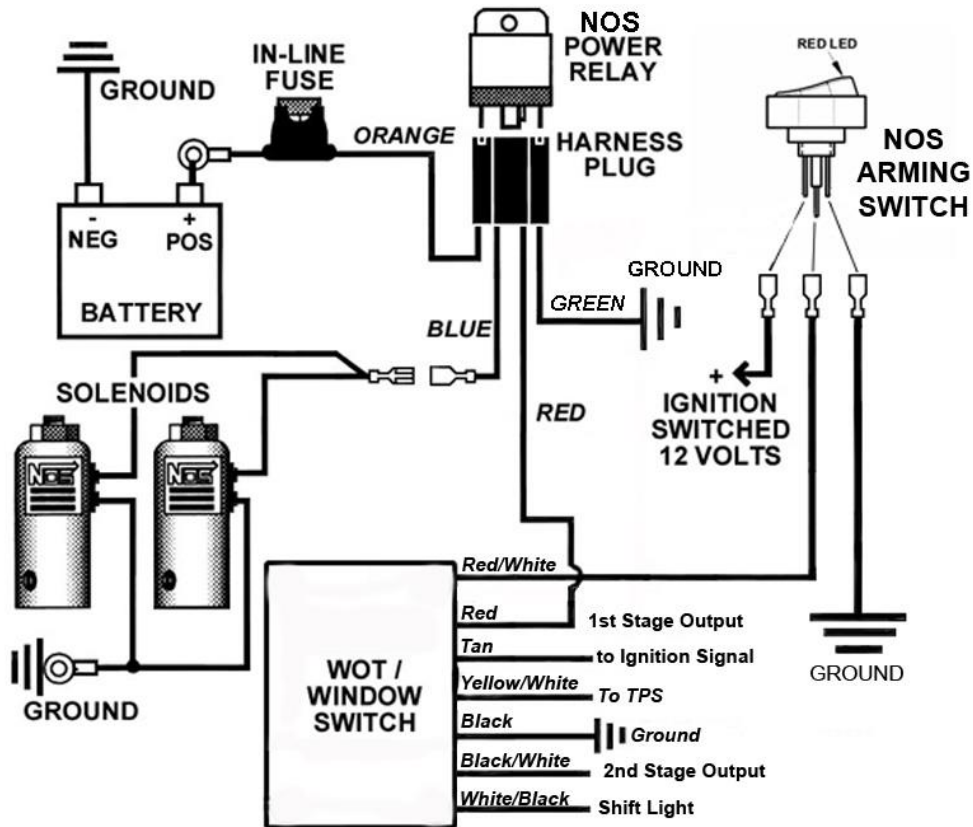 NOS
POWER
RELAY
RED LED
IN-LINE
FUSE
GROUND
ORANGE
HARNESS
PLUG
NOS
ARMING
SWITCH
-
NEG
+
POS
BATTERY
GROUND
GREEN
BLUE
RED
+
IGNITION
SWITCHED
12 VOLTS
SOLENOIDS
NOS
NOS
GROUND
WOT /
WINDOW
SWITCH
Red/White
Red
1st Stage Output
Tan
to Ignition Signal
Yellow/White
To TPS
Black
Ground
Black/White
2nd Stage Output
White/Black
Shift Light
GROUND